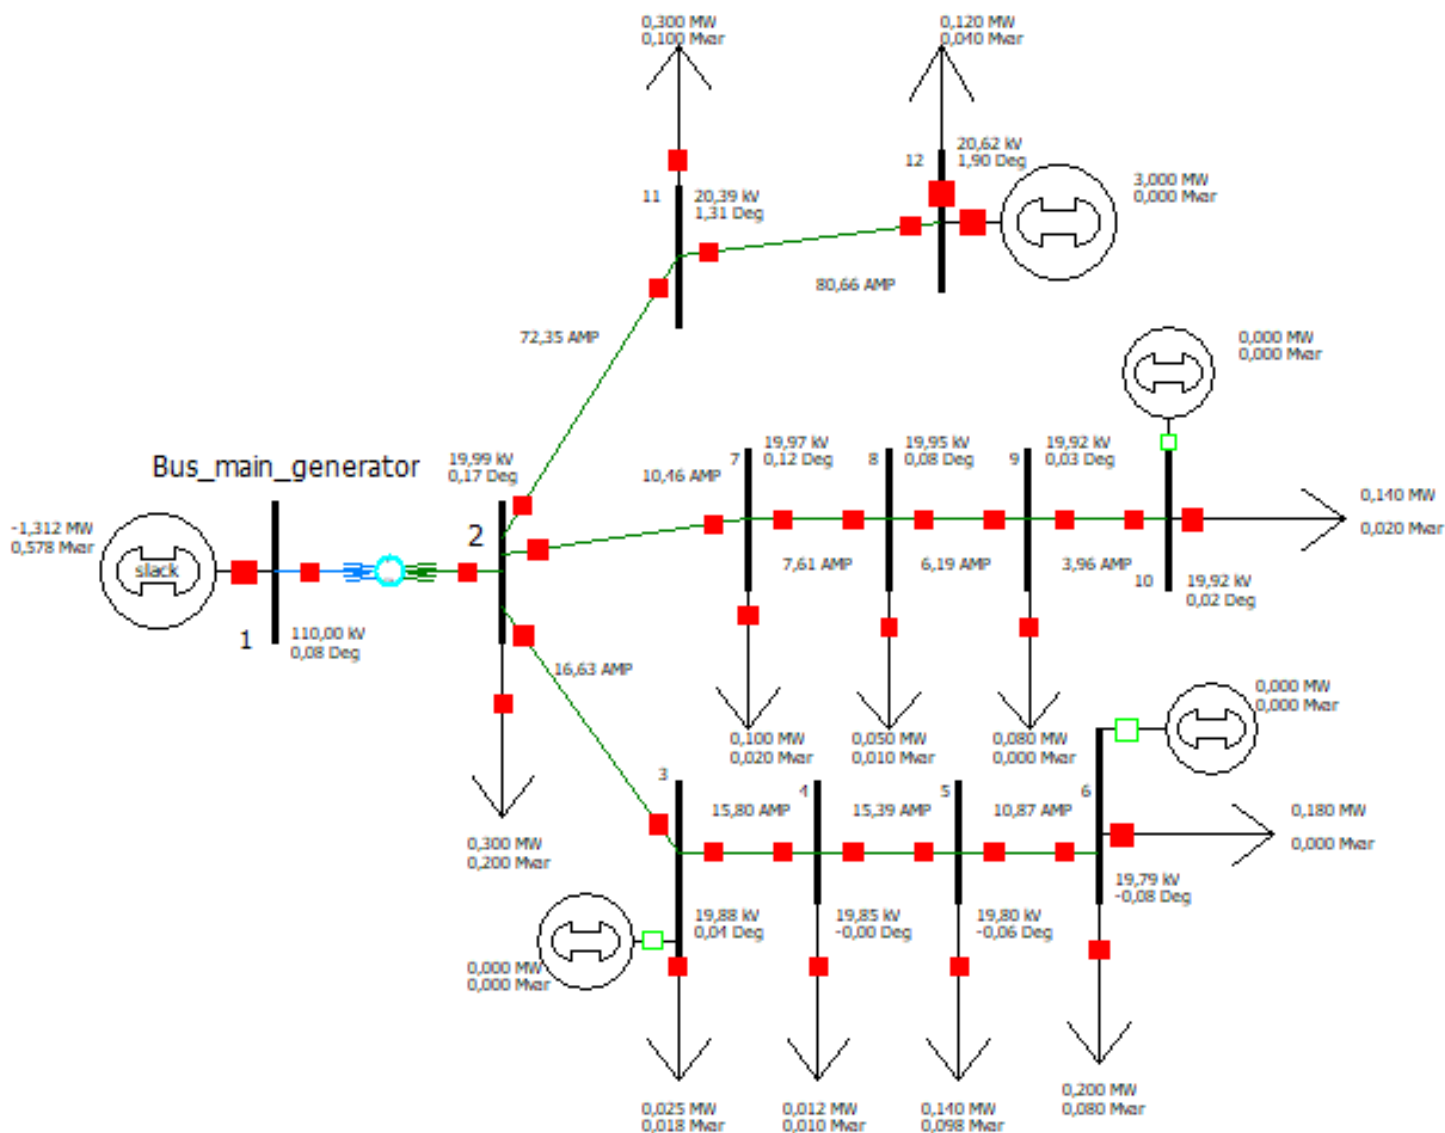 0,300 MW
0,100 Mvar
0,120 MW
0,040 Mvar
12
20,62 kV
1,90 Deg
3,000 MW
0,000 Mvar
11
20,39 kV
1,31 Deg
80,66 AMP
72,35 AMP
0,000 MW
0,000 Mvar
Bus_main_generator
19,99 kV
0,17 Deg
10,46 AMP
7
19,97 kV
0,12 Deg
8
19,95 kV
0,08 Deg
9
19,92 kV
0,03 Deg
0,140 MW
0,020 Mvar
-1,312 MW
0,578 Mvar
slack
2
7,61 AMP
6,19 AMP
3,96 AMP
10
19,92 kV
0,02 Deg
1
110,00 kV
0,08 Deg
16,63 AMP
0,100 MW
0,020 Mvar
0,050 MW
0,010 Mvar
0,080 MW
0,000 Mvar
0,000 MW
0,000 Mvar
3
15,80 AMP
4
15,39 AMP
5
10,87 AMP
6
0,180 MW
0,000 Mvar
0,300 MW
0,200 Mvar
19,88 kV
0,04 Deg
19,85 kV
-0,00 Deg
19,80 kV
-0,06 Deg
19,79 kV
-0,08 Deg
0,000 MW
0,000 Mvar
0,025 MW
0,018 Mvar
0,012 MW
0,010 Mvar
0,140 MW
0,098 Mvar
0,200 MW
0,080 Mvar